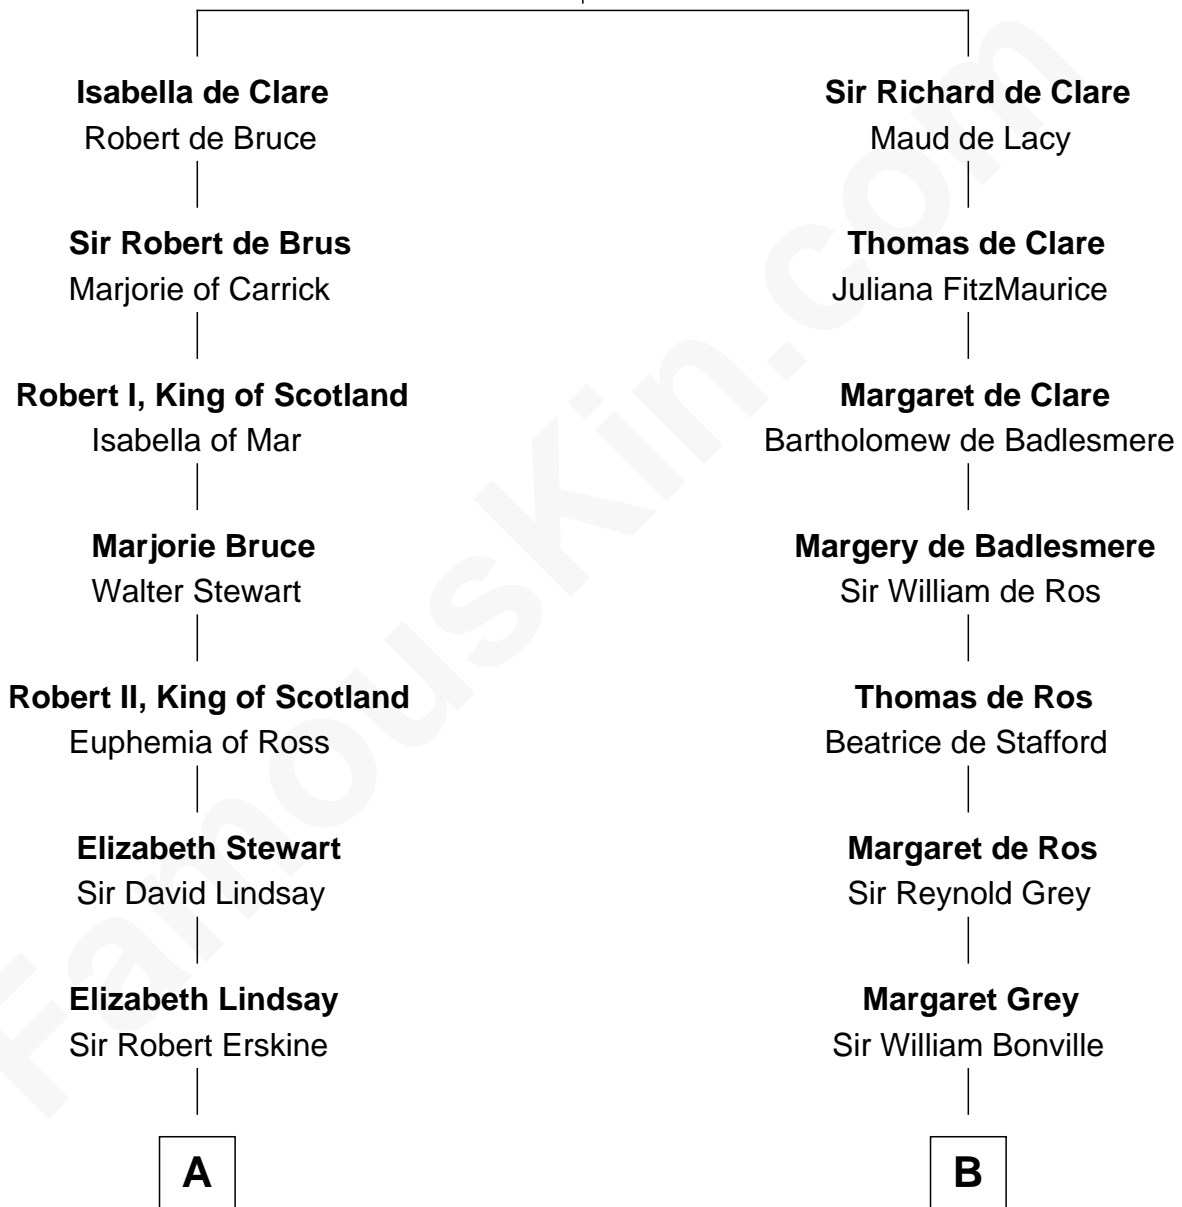 Isabella de Clare
Robert de Bruce
Sir Robert de Brus
Marjorie of Carrick
Robert I, King of Scotland
Isabella of Mar
Marjorie Bruce
Walter Stewart
Robert II, King of Scotland
Euphemia of Ross
Elizabeth Stewart
Sir David Lindsay
Elizabeth Lindsay
Sir Robert Erskine
A
Sir Richard de Clare
Maud de Lacy
Thomas de Clare
Juliana FitzMaurice
Margaret de Clare
Bartholomew de Badlesmere
Margery de Badlesmere
Sir William de Ros
Thomas de Ros
Beatrice de Stafford
Margaret de Ros
Sir Reynold Grey
Margaret Grey
Sir William Bonville
B
FamousKin.com